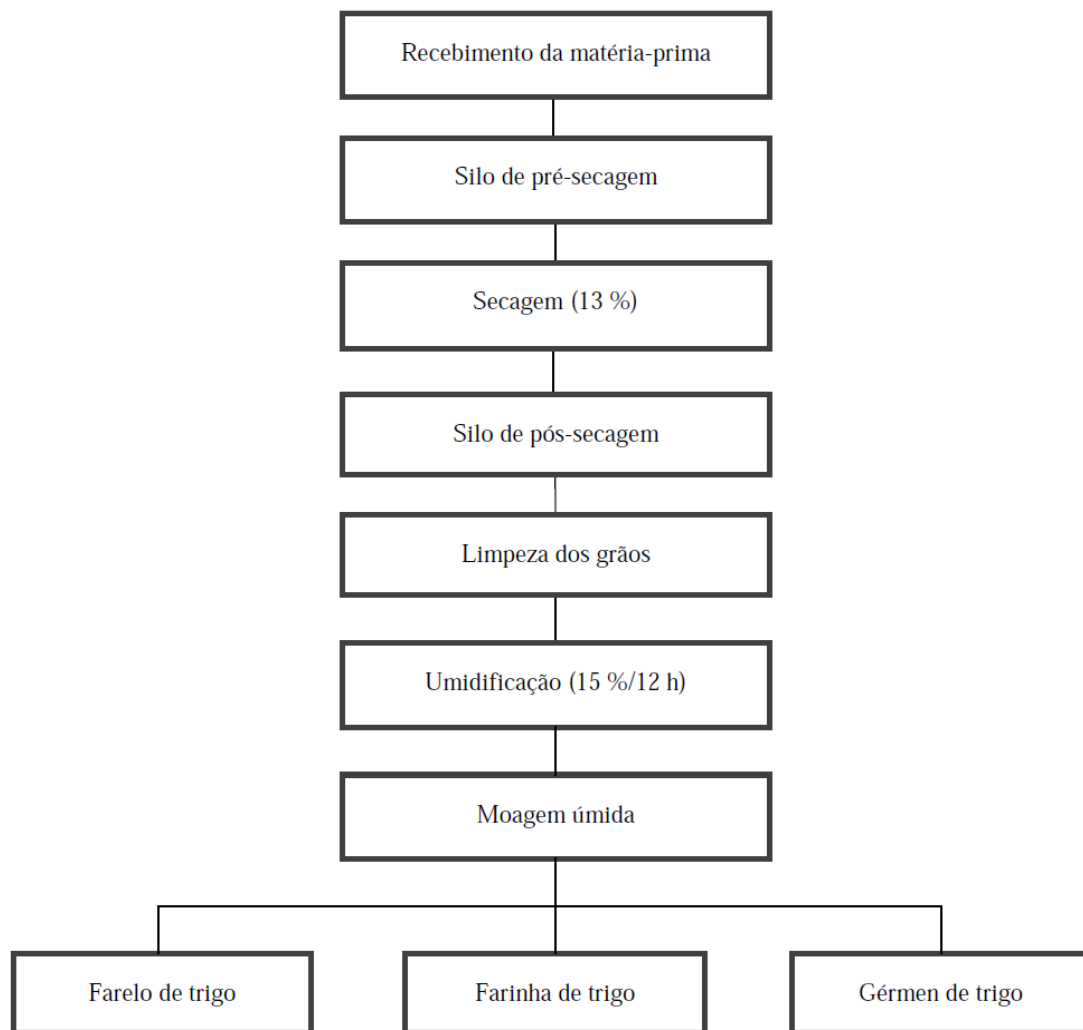 Recebimento da matéria-prima
Silo de pré-secagem
Secagem (13 %)
Silo de pós-secagem
Limpeza dos grãos
Umidificação (15 %/12 h)
Moagem úmida
Farelo de trigo
Farinha de trigo
Gérmen de trigo